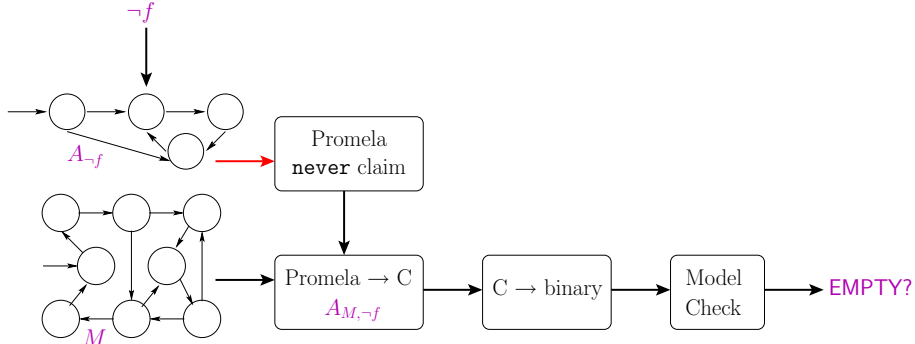 ¬f
A¬f
Promela
never claim
M
Promela → C
A_{M,¬f}
C → binary
Model
Check
EMPTY?